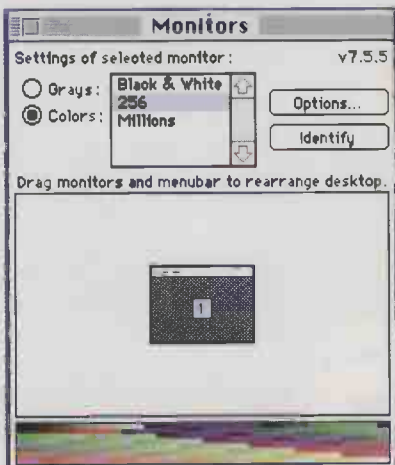 Monitors
Settings of selected monitor: v7.5.5
Grays:
Colors:
Black & White
256
Millions
Options...
Identify
Drag monitors and menubar to rearrange desktop.
1